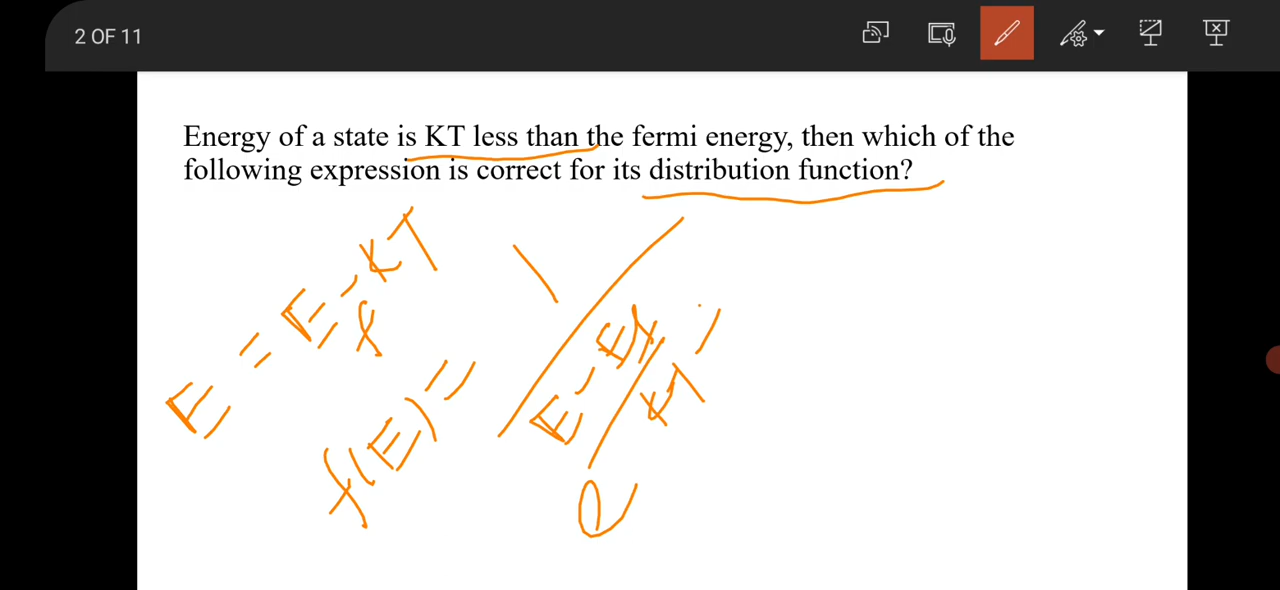 2 OF 11
Energy of a state is KT less than the fermi energy, then which of the
following expression is correct for its distribution function?
E = E f - KT
f(E) =
1
e
E - Ef
KT